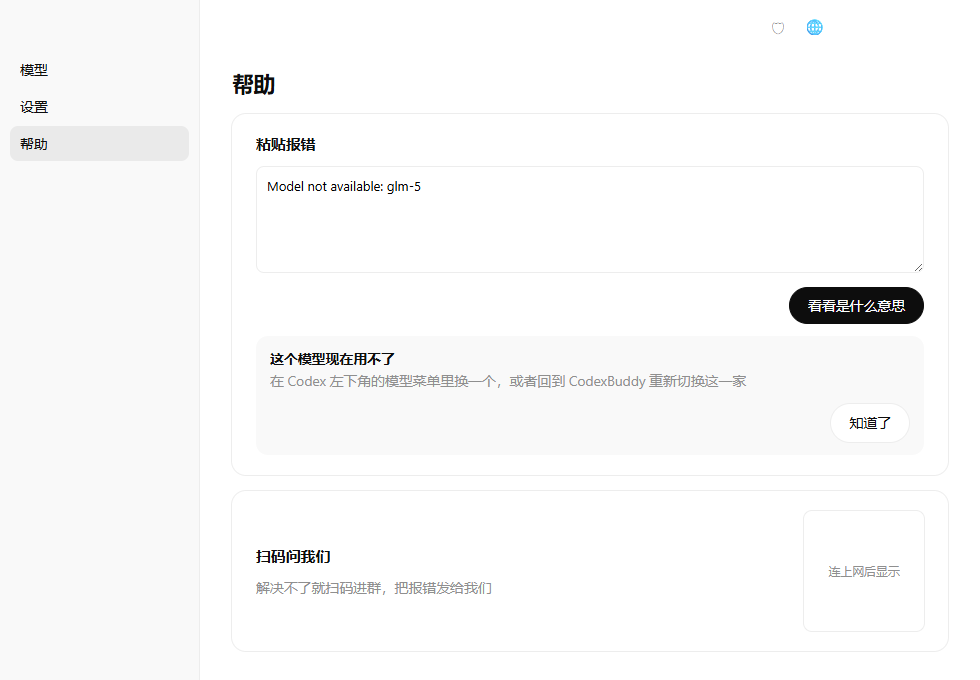 模型
设置
帮助
帮助
粘贴报错
Model not available: glm-5
看看是什么意思
这个模型现在用不了
在 Codex 左下角的模型菜单里换一个，或者回到 CodexBuddy 重新切换这一家
知道了
扫码问我们
解决不了就扫码进群，把报错发给我们
连上网后显示